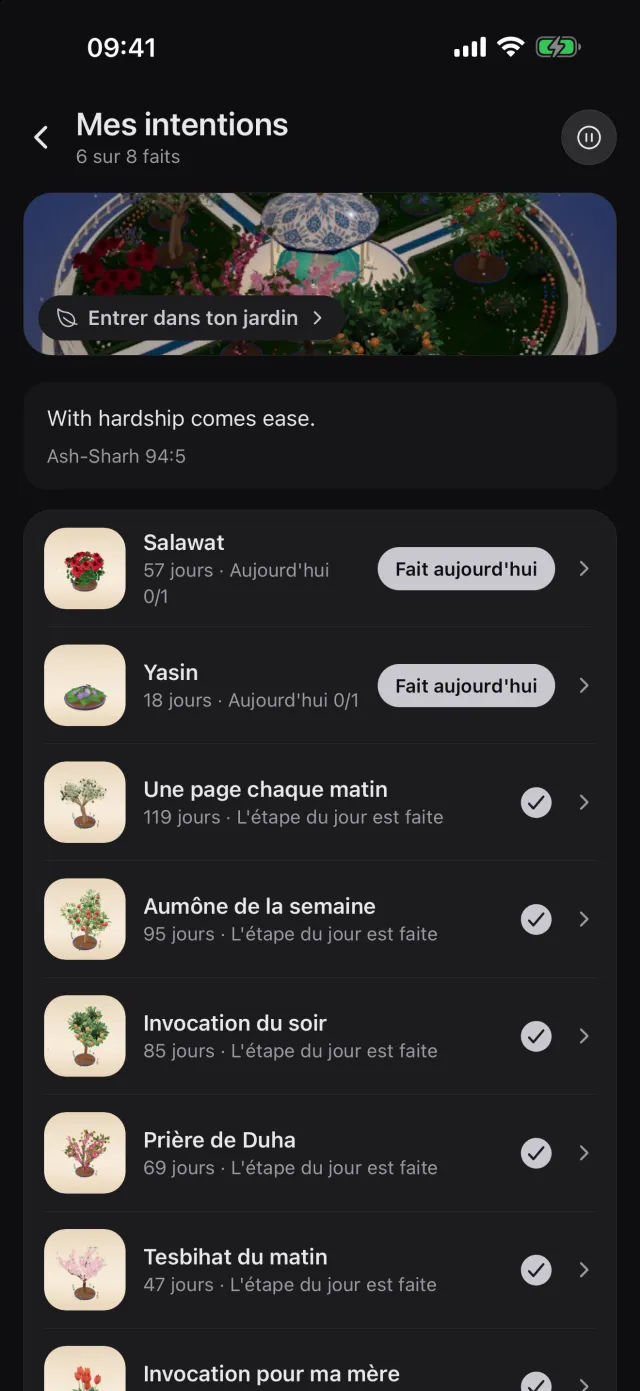 09:41
Mes intentions
6 sur 8 faits
Entrer dans ton jardin
With hardship comes ease.
Ash-Sharh 94:5
Salawat
57 jours · Aujourd'hui
0/1
Fait aujourd'hui
Yasin
18 jours · Aujourd'hui 0/1
Fait aujourd'hui
Une page chaque matin
119 jours · L'étape du jour est faite
Aumône de la semaine
95 jours · L'étape du jour est faite
Invocation du soir
85 jours · L'étape du jour est faite
Prière de Duha
69 jours · L'étape du jour est faite
Tesbihat du matin
47 jours · L'étape du jour est faite
Invocation pour ma mère